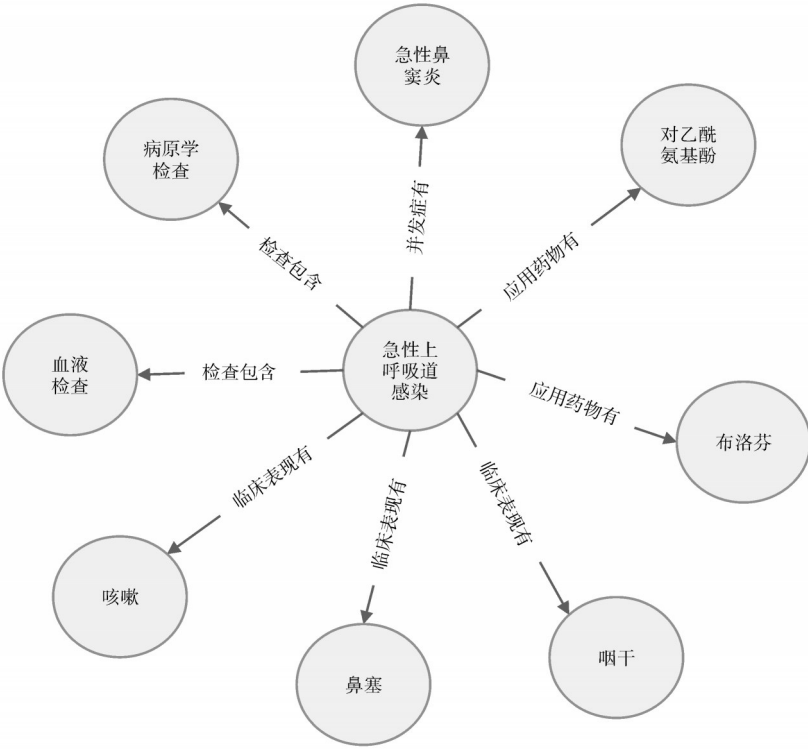 急性鼻
窦炎
对乙酰
氨基酚
病原学
检查
并发症有
检查包含
应用药物有
急性上
呼吸道
感染
血液
检查
检查包含
应用药物有
布洛芬
临床表现有
临床表现有
临床表现有
咳嗽
鼻塞
咽干